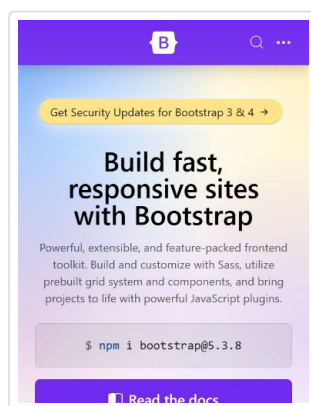 B
Get Security Updates for Bootstrap 3 & 4 →
Build fast,
responsive sites
with Bootstrap
Powerful, extensible, and feature-packed frontend
toolkit. Build and customize with Sass, utilize
prebuilt grid system and components, and bring
projects to life with powerful JavaScript plugins.
$ npm i bootstrap@5.3.8
Read the docs